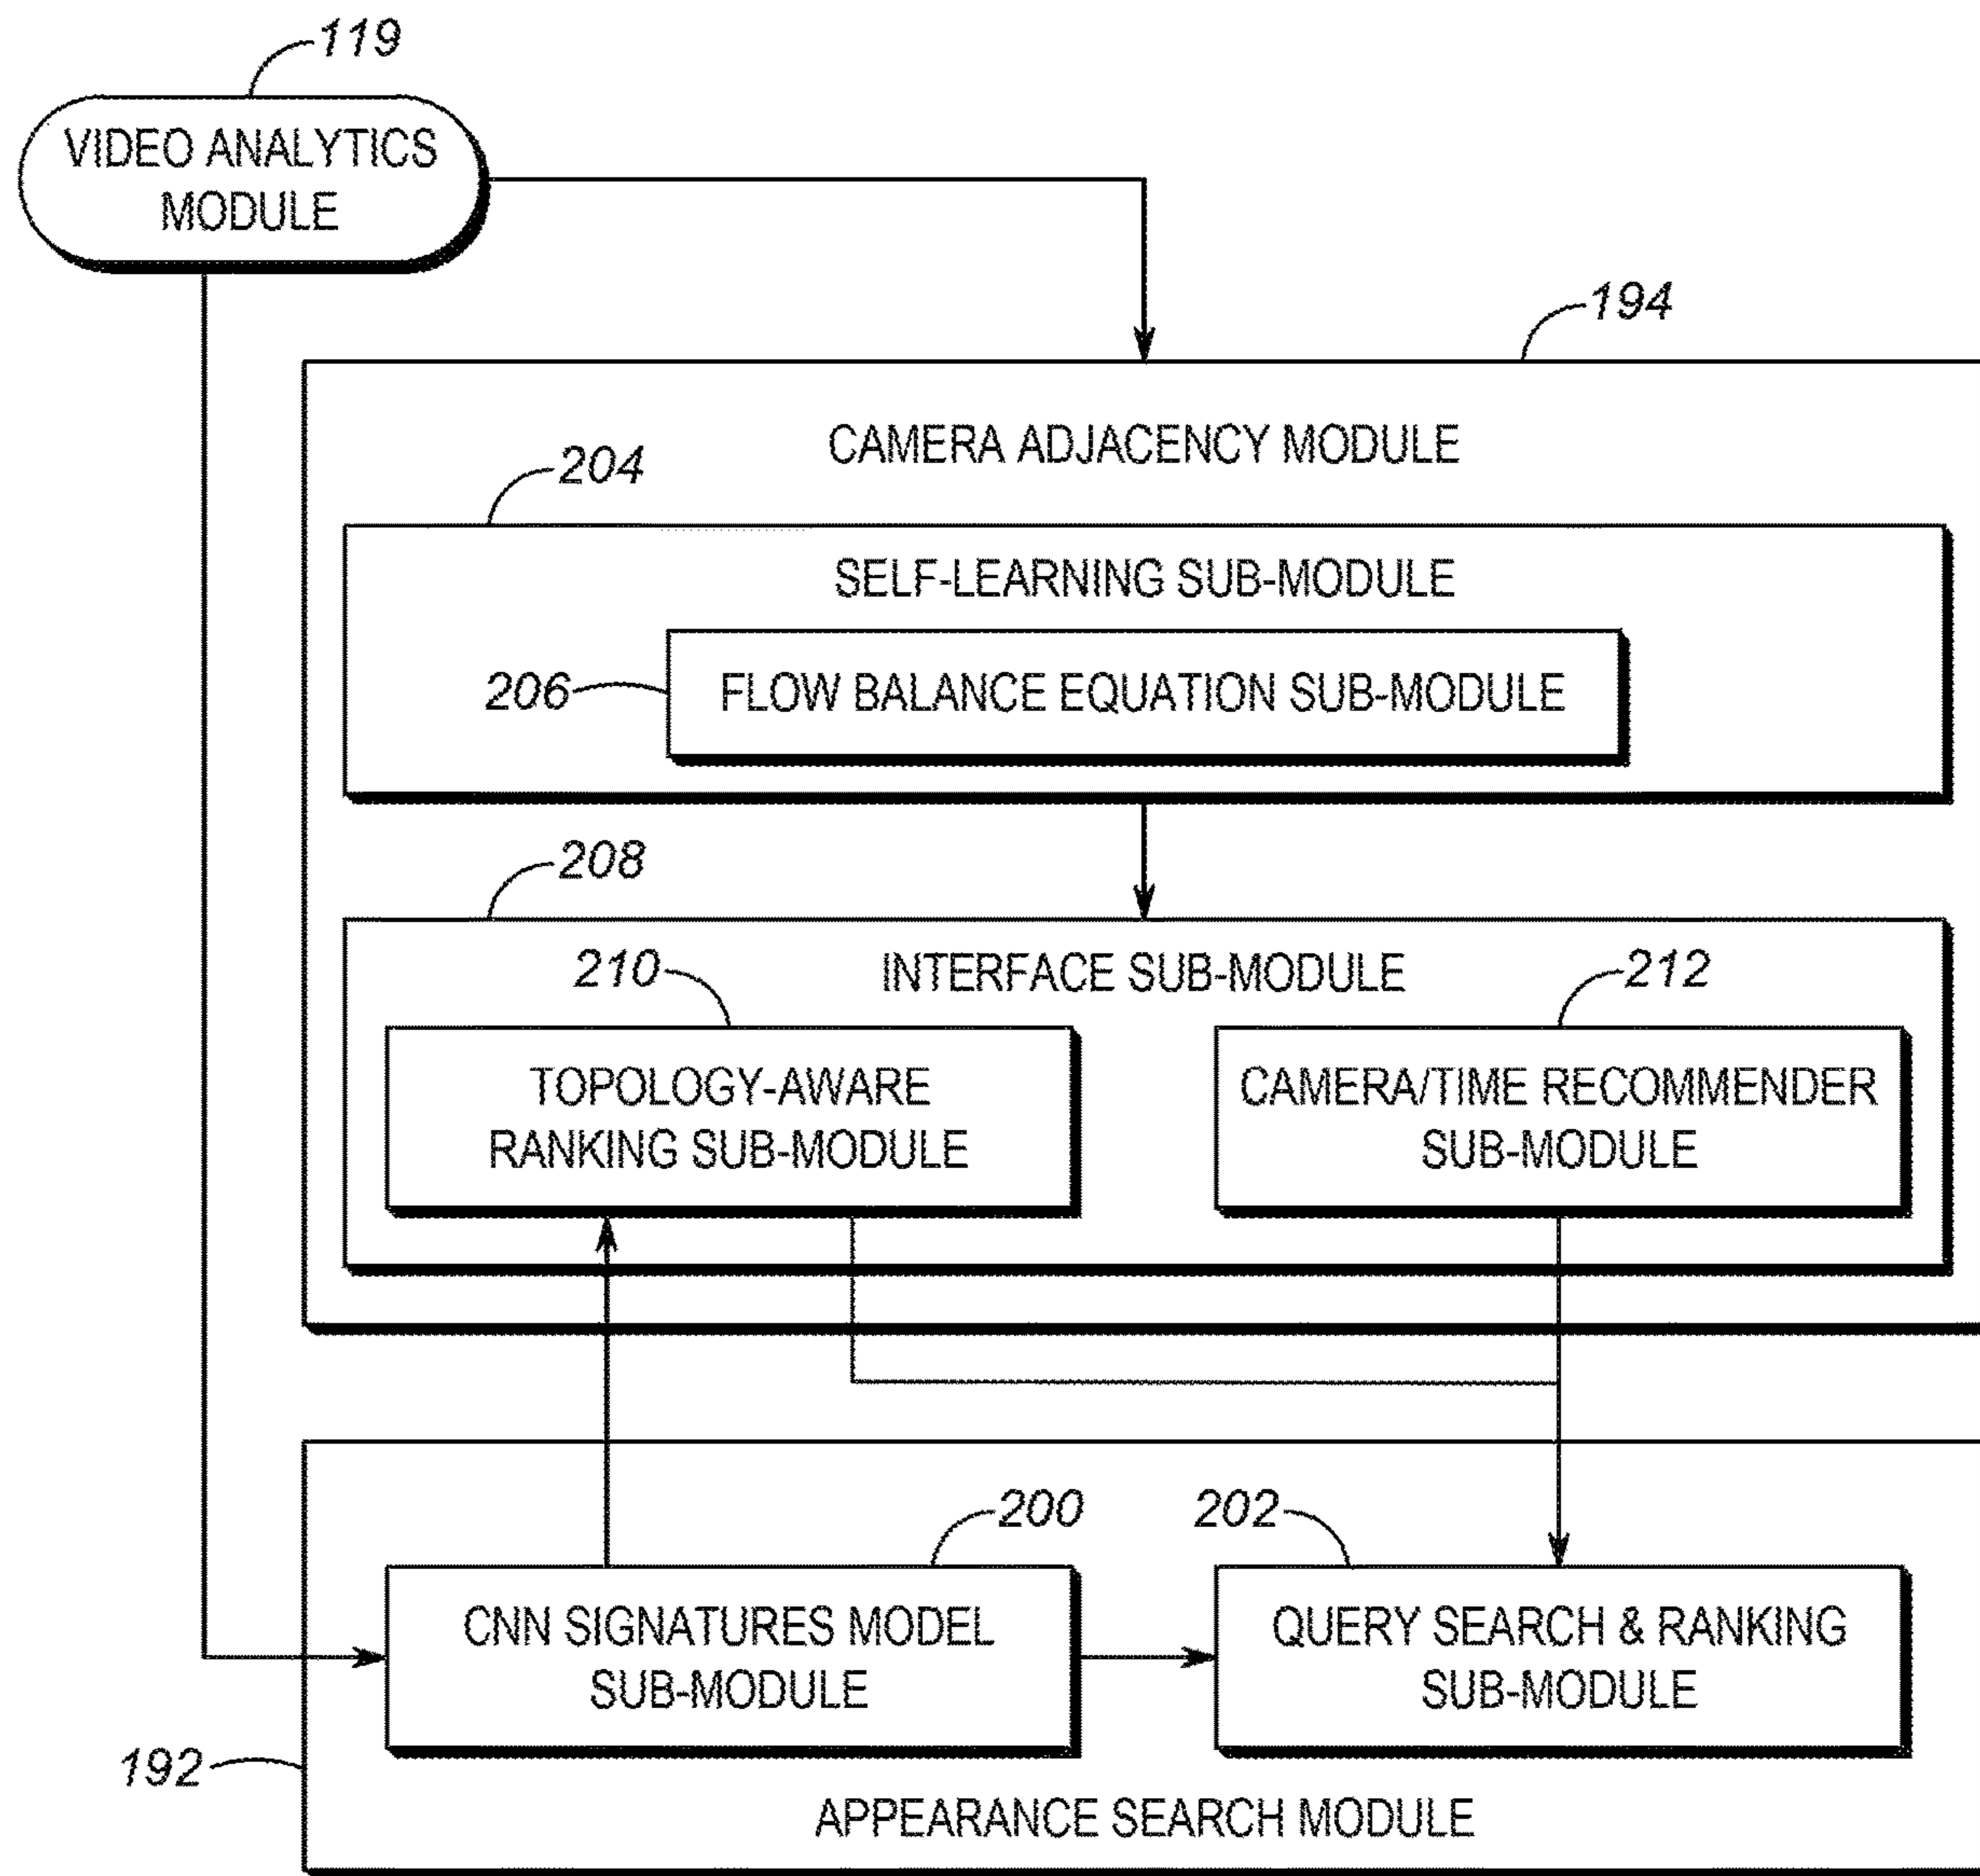 119
VIDEO ANALYTICS
MODULE
194
CAMERA ADJACENCY MODULE
204
SELF-LEARNING SUB-MODULE
206
FLOW BALANCE EQUATION SUB-MODULE
208
INTERFACE SUB-MODULE
210
212
TOPOLOGY-AWARE
RANKING SUB-MODULE
CAMERA/TIME RECOMMENDER
SUB-MODULE
200
202
CNN SIGNATURES MODEL
SUB-MODULE
QUERY SEARCH & RANKING
SUB-MODULE
192
APPEARANCE SEARCH MODULE